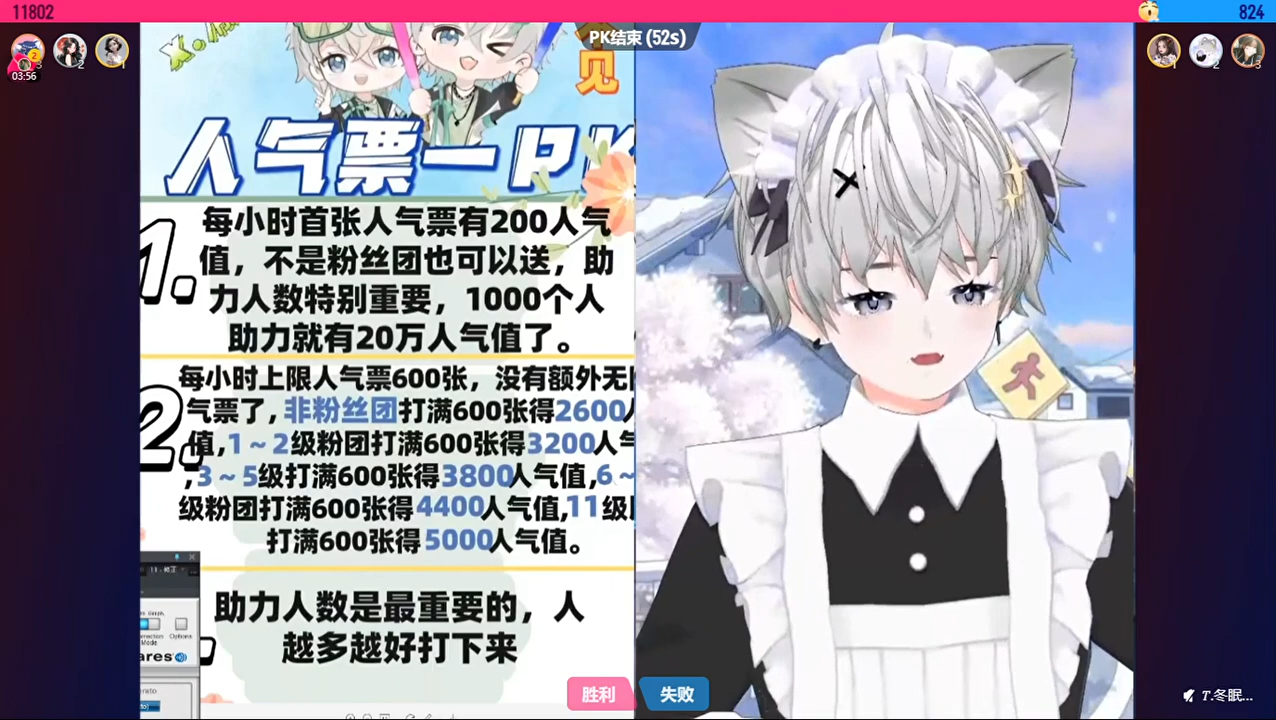 11802
824
PK结束 (52s)
2
2
1
03:56
1
2
3
见
人气票一PK
1.
每小时首张人气票有200人气
值，不是粉丝团也可以送，助
力人数特别重要，1000个人
助力就有20万人气值了。
2.
每小时上限人气票600张，没有额外无
气票了,非粉丝团打满600张得2600
值,1～2级粉团打满600张得3200人气
,3～5级打满600张得3800人气值,6～
级粉团打满600张得4400人气值,11级
打满600张得5000人气值。
助力人数是最重要的，人
越多越好打下来
Options
Mode
胜利
失败
T.冬眠...